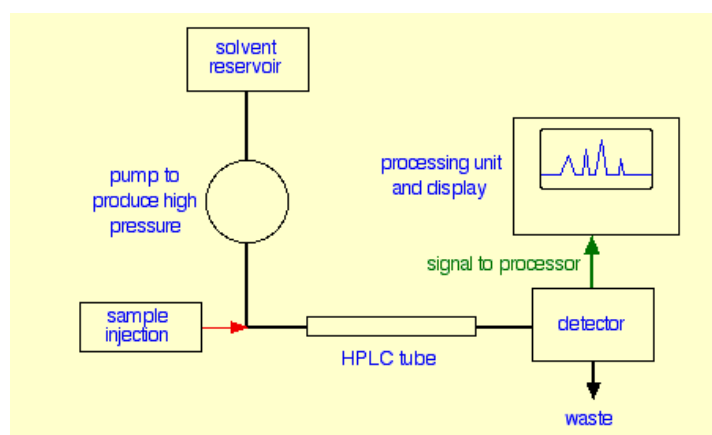 solvent
reservoir
pump to
produce high
pressure
processing unit
and display
signal to processor
sample
injection
HPLC tube
detector
waste